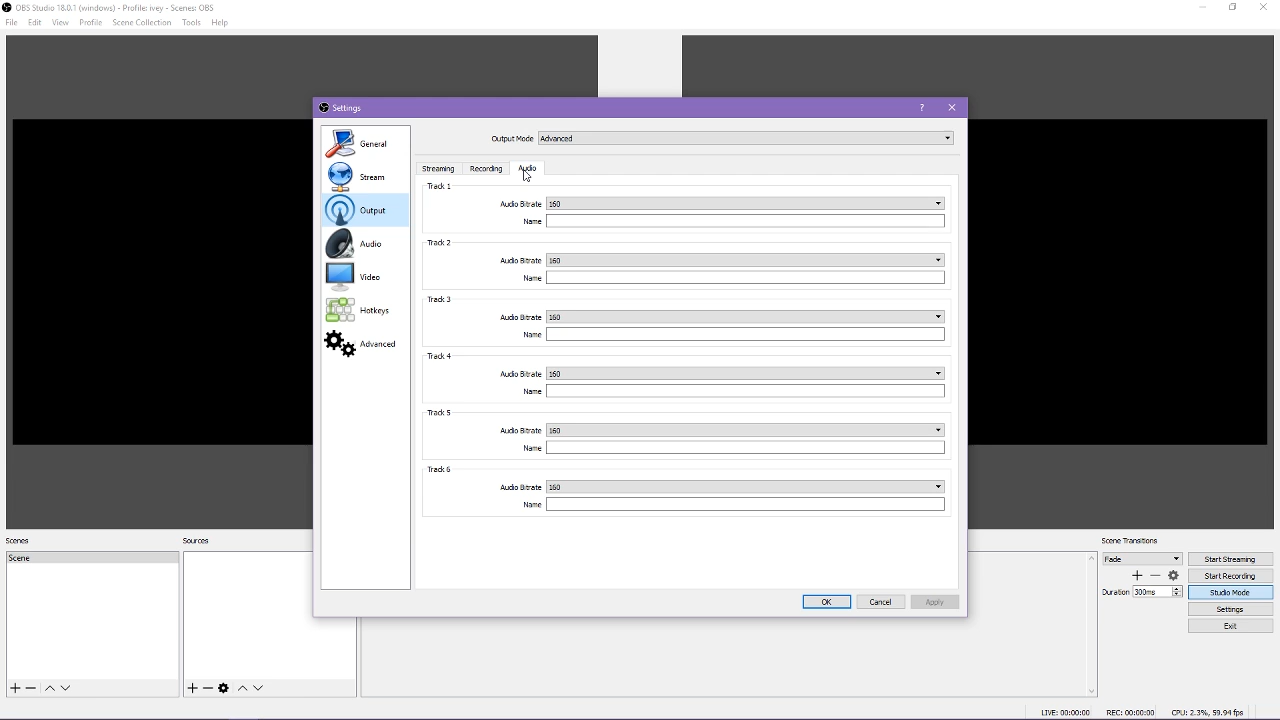 OBS Studio 18.0.1 (windows) - Profile: ivey - Scenes: OBS
File Edit View Profile Scene Collection Tools Help
Settings ?
General
Stream
Output
Audio
Video
Hotkeys
Advanced
Output Mode Advanced
Streaming Recording Audio
Track 1
Audio Bitrate 160
Name
Track 2
Audio Bitrate 160
Name
Track 3
Audio Bitrate 160
Name
Track 4
Audio Bitrate 160
Name
Track 5
Audio Bitrate 160
Name
Track 6
Audio Bitrate 160
Name
OK Cancel Apply
Scenes
Scene
Sources
Scene Transitions
Fade
Duration 300ms
Start Streaming
Start Recording
Studio Mode
Settings
Exit
LIVE: 00:00:00 REC: 00:00:00 CPU: 2.3%, 59.94 fps